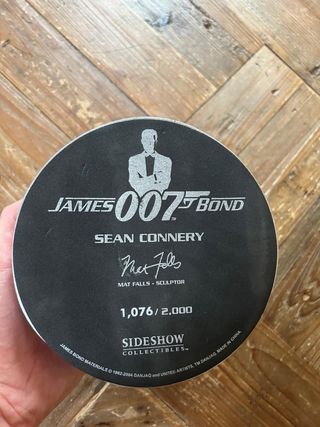 JAMES 007 BOND
SEAN CONNERY
Mat Falls
MAT FALLS - SCULPTOR
1,076/2,000
SIDESHOW
COLLECTIBLES™
JAMES BOND MATERIALS © 1962-2004 DANJAQ AND UNITED ARTISTS, TM DANJAQ. MADE IN CHINA.